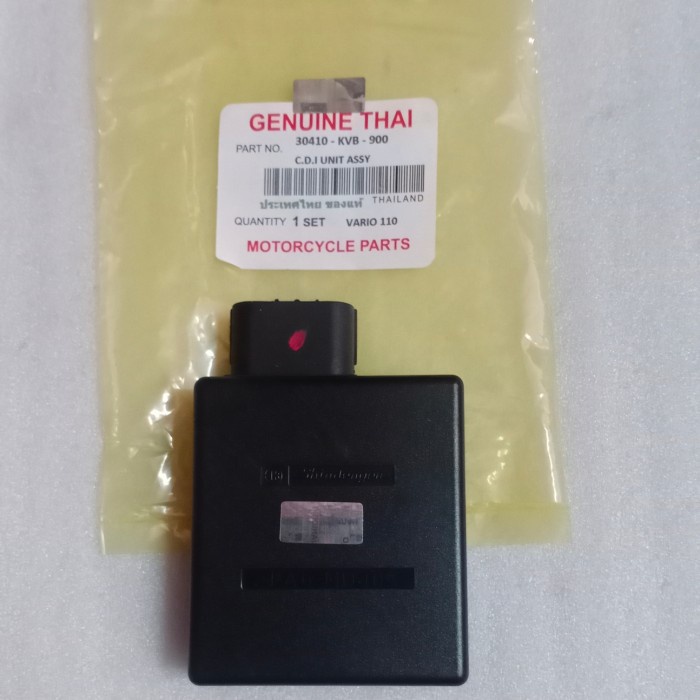 GENUINE THAI
PART NO. 30410 - KVB - 900
C.D.I UNIT ASSY
ประเทศไทย ของแท้ THAILAND
QUANTITY 1 SET VARIO 110
MOTORCYCLE PARTS
Shindengen